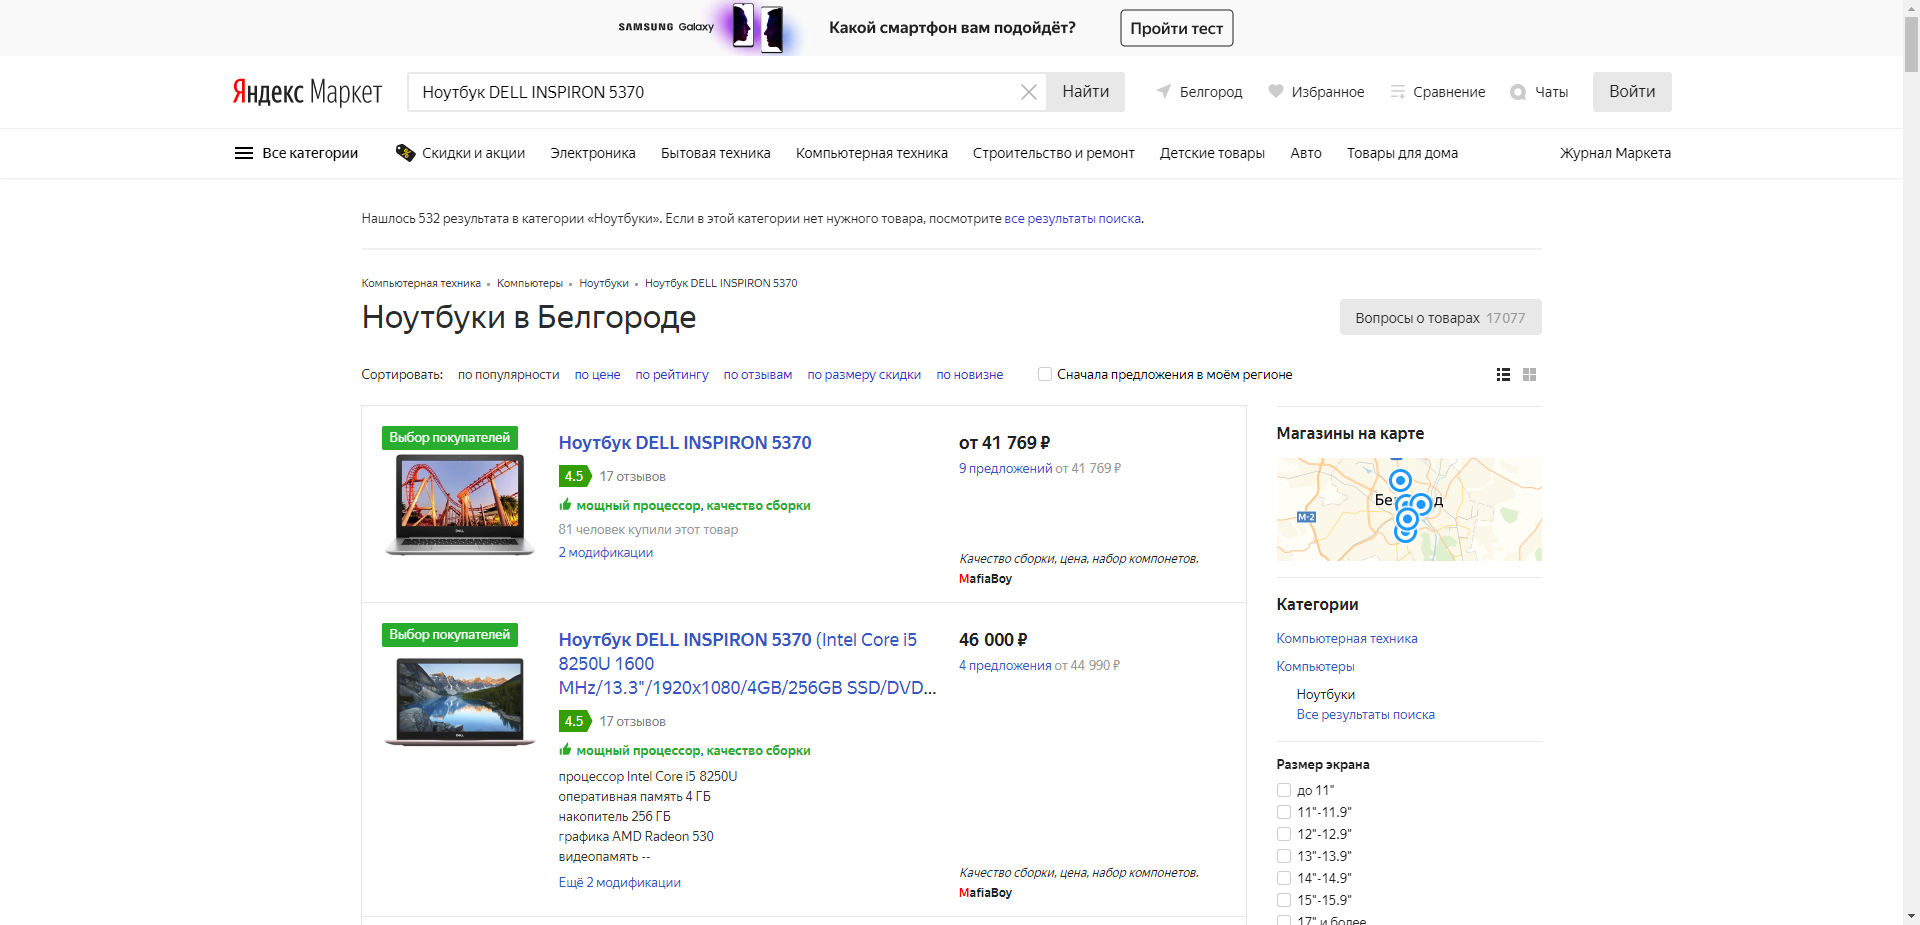 SAMSUNG Galaxy
Какой смартфон вам подойдёт?
Пройти тест
Яндекс Маркет
Ноутбук DELL INSPIRON 5370
Найти
Белгород
Избранное
Сравнение
Чаты
Войти
Все категории
Скидки и акции
Электроника
Бытовая техника
Компьютерная техника
Строительство и ремонт
Детские товары
Авто
Товары для дома
Журнал Маркета
Нашлось 532 результата в категории «Ноутбуки». Если в этой категории нет нужного товара, посмотрите все результаты поиска.
Компьютерная техника
Компьютеры
Ноутбуки
Ноутбук DELL INSPIRON 5370
Ноутбуки в Белгороде
Вопросы о товарах 17077
Сортировать: по популярности по цене по рейтингу по отзывам по размеру скидки по новизне
Сначала предложения в моём регионе
Выбор покупателей
Ноутбук DELL INSPIRON 5370
4.5 17 отзывов
мощный процессор, качество сборки
81 человек купили этот товар
2 модификации
от 41 769 ₽
9 предложений от 41 769 ₽
Качество сборки, цена, набор компонетов.
MafiaBoy
Выбор покупателей
Ноутбук DELL INSPIRON 5370 (Intel Core i5
8250U 1600
MHz/13.3"/1920x1080/4GB/256GB SSD/DVD...
4.5 17 отзывов
мощный процессор, качество сборки
процессор Intel Core i5 8250U
оперативная память 4 ГБ
накопитель 256 ГБ
графика AMD Radeon 530
видеопамять --
Ещё 2 модификации
46 000 ₽
4 предложения от 44 990 ₽
Качество сборки, цена, набор компонетов.
MafiaBoy
Магазины на карте
М-2
Категории
Компьютерная техника
Компьютеры
Ноутбуки
Все результаты поиска
Размер экрана
до 11"
11"-11.9"
12"-12.9"
13"-13.9"
14"-14.9"
15"-15.9"
17" и более